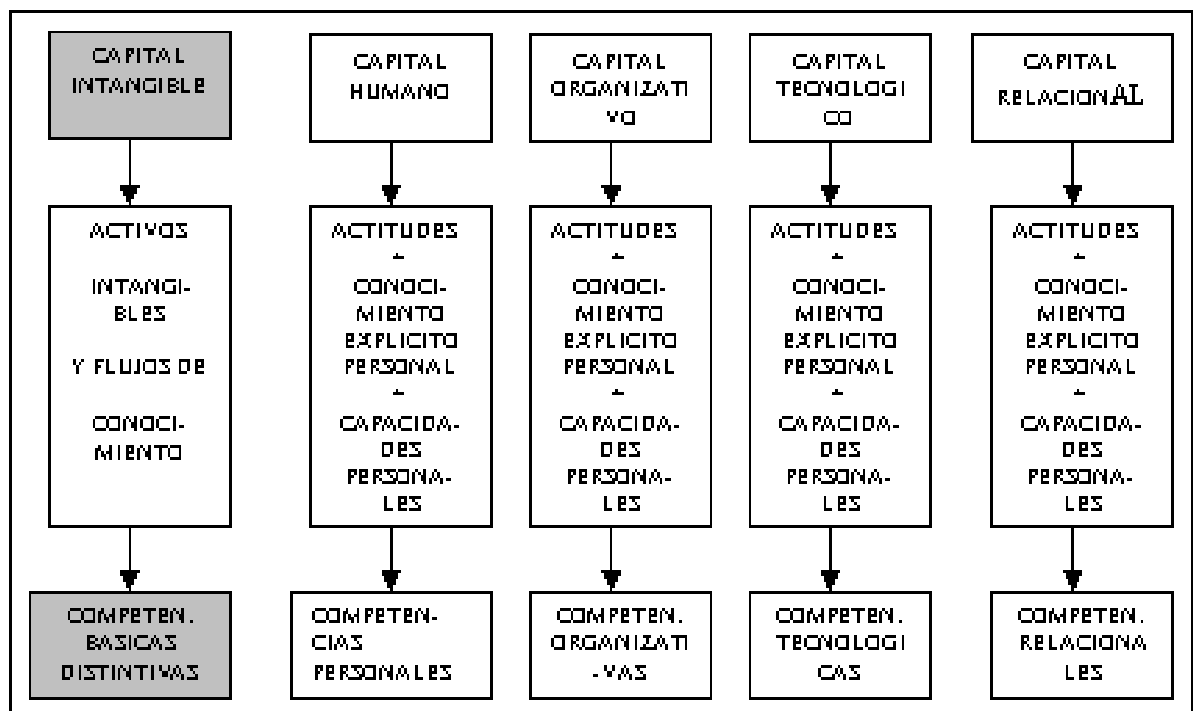 CAPITAL
INTANGIBLE
CAPITAL
HUMANO
CAPITAL
ORGANIZATI
VO
CAPITAL
TECNOLOGI
CO
CAPITAL
RELACIONAL
ACTIVOS
INTANGI-
BLES
Y FLUJOS DE
CONOCI-
MIENTO
ACTITUDES
+
CONOCI-
MIENTO
EXPLICITO
PERSONAL
+
CAPACIDA-
DES
PERSONA-
LES
ACTITUDES
+
CONOCI-
MIENTO
EXPLICITO
PERSONAL
+
CAPACIDA-
DES
PERSONA-
LES
ACTITUDES
+
CONOCI-
MIENTO
EXPLICITO
PERSONAL
+
CAPACIDA-
DES
PERSONA-
LES
ACTITUDES
+
CONOCI-
MIENTO
EXPLICITO
PERSONAL
+
CAPACIDA-
DES
PERSONA-
LES
COMPETEN.
BASICAS
DISTINTIVAS
COMPETEN-
CIAS
PERSONALES
COMPETEN.
ORGANIZATI
-VAS
COMPETEN.
TECNOLOGI
CAS
COMPETEN.
RELACIONA
LES